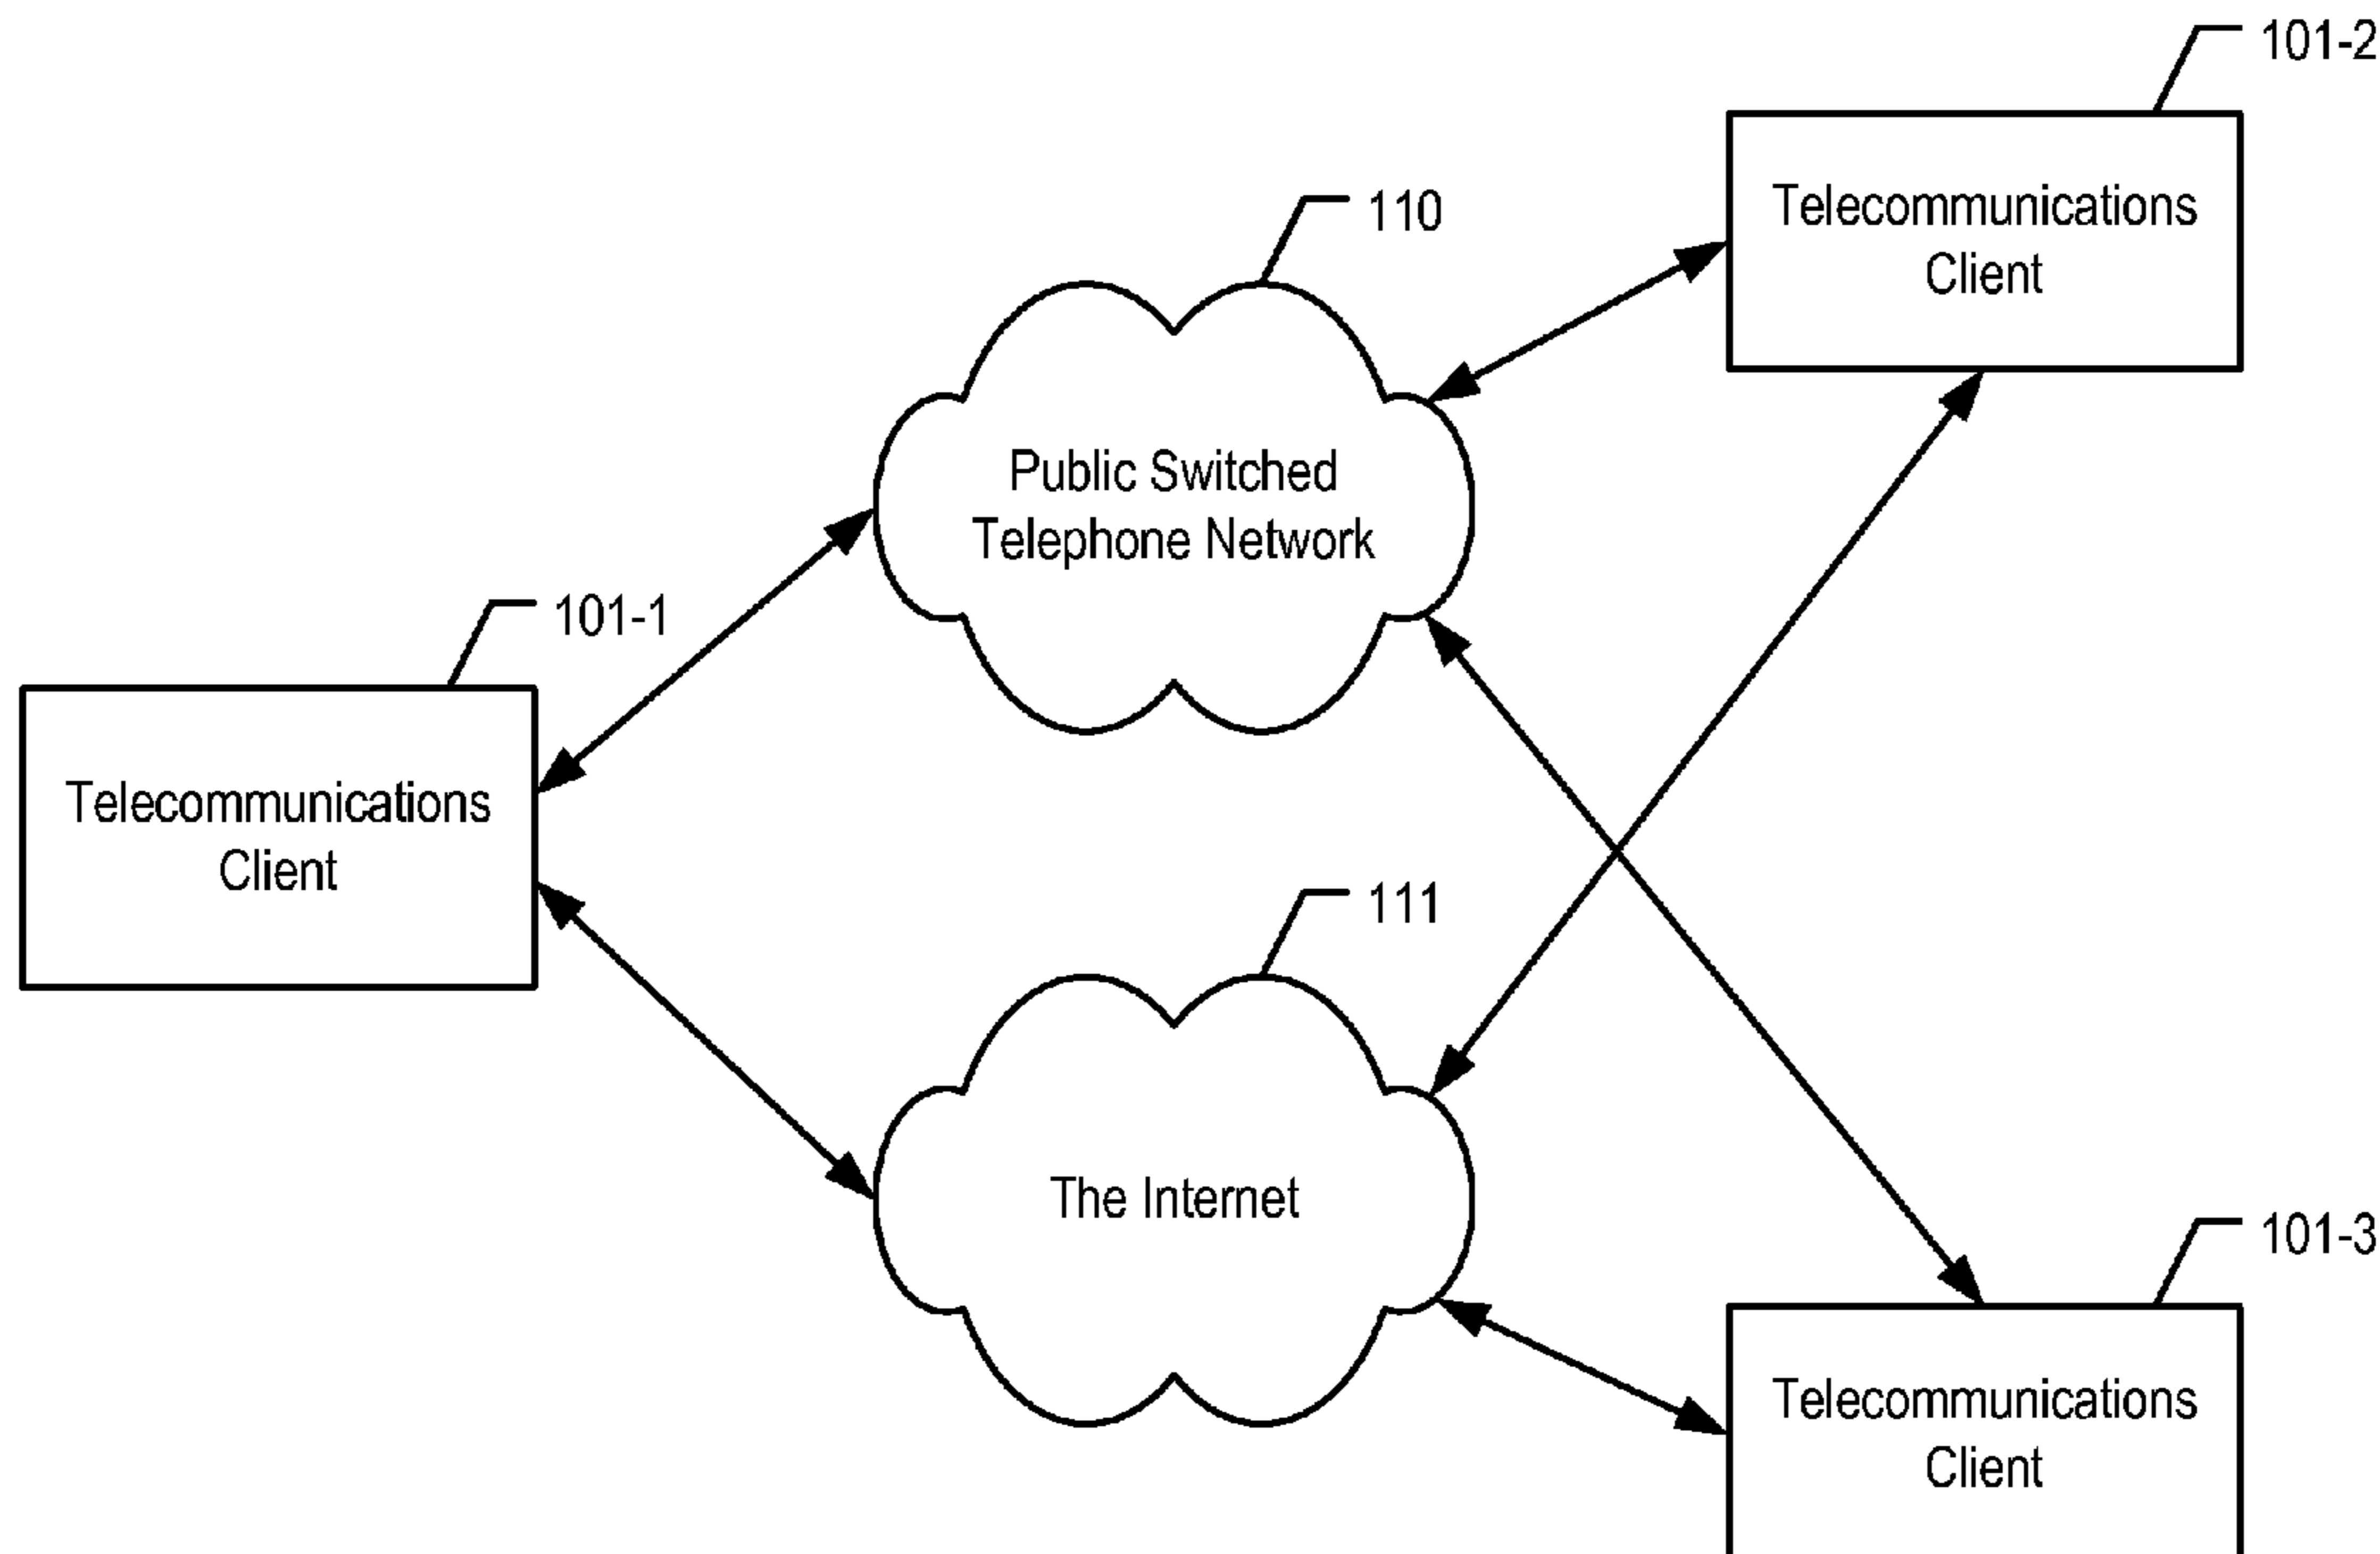 101-2
Telecommunications
Client
110
Public Switched
Telephone Network
101-1
Telecommunications
Client
111
The Internet
101-3
Telecommunications
Client